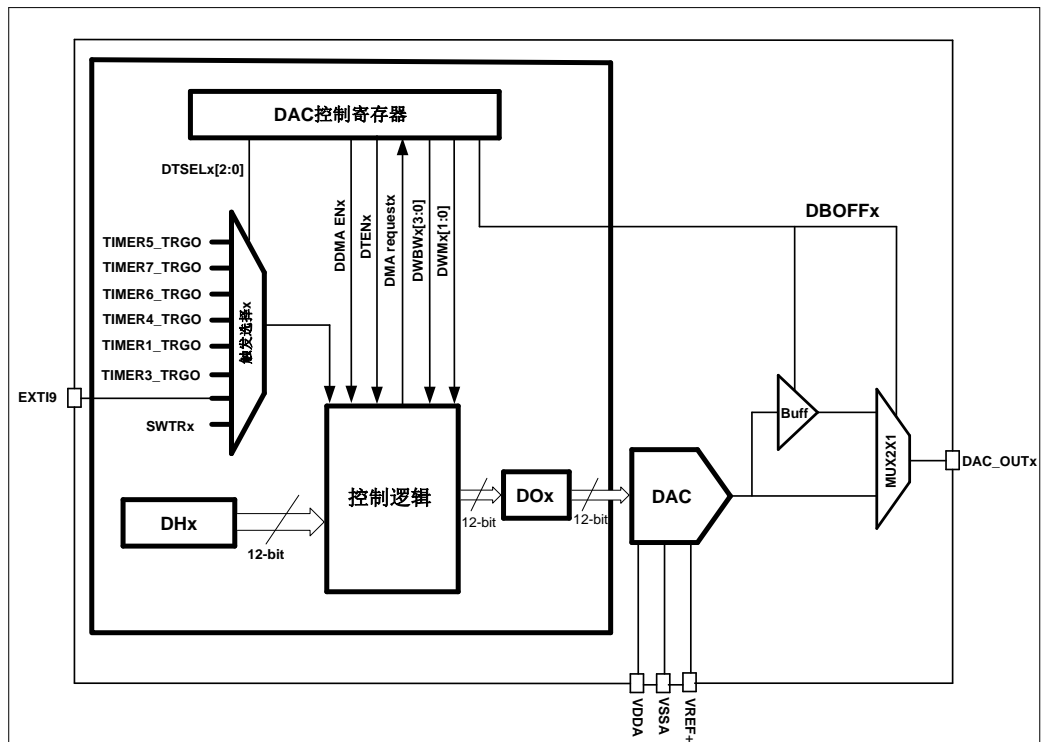 DAC控制寄存器
DTSELx[2:0]
DDMA ENx
DTENx
DMA requestx
DWBWx[3:0]
DWMx[1:0]
DBOFFx
TIMER5_TRGO
TIMER7_TRGO
TIMER6_TRGO
TIMER4_TRGO
TIMER1_TRGO
TIMER3_TRGO
EXTI9
SWTRx
触发选择x
Buff
MUX2X1
DAC_OUTx
DHx
12-bit
控制逻辑
12-bit
DOx
12-bit
DAC
VDDA
VSSA
VREF+